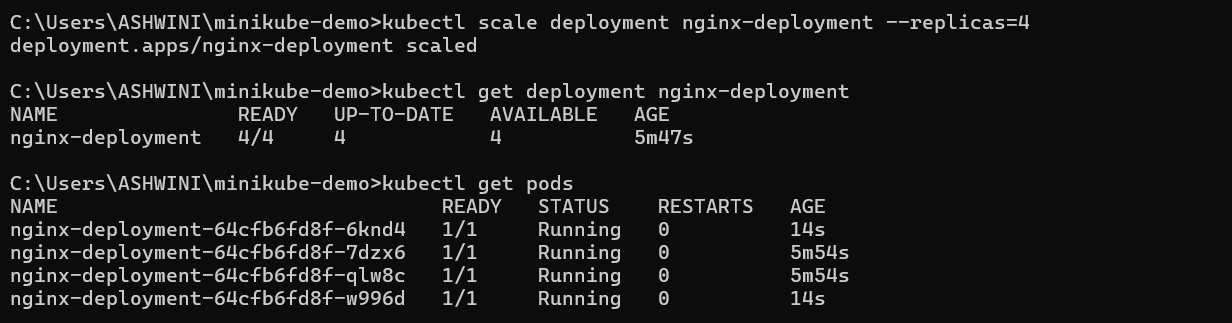 C:\Users\ASHWINI\minikube-demo>kubectl scale deployment nginx-deployment --replicas=4
deployment.apps/nginx-deployment scaled
C:\Users\ASHWINI\minikube-demo>kubectl get deployment nginx-deployment
NAME               READY   UP-TO-DATE   AVAILABLE   AGE
nginx-deployment   4/4     4            4           5m47s
C:\Users\ASHWINI\minikube-demo>kubectl get pods
NAME                                READY   STATUS    RESTARTS   AGE
nginx-deployment-64cfb6fd8f-6knd4   1/1     Running   0          14s
nginx-deployment-64cfb6fd8f-7dzx6   1/1     Running   0          5m54s
nginx-deployment-64cfb6fd8f-qlw8c   1/1     Running   0          5m54s
nginx-deployment-64cfb6fd8f-w996d   1/1     Running   0          14s